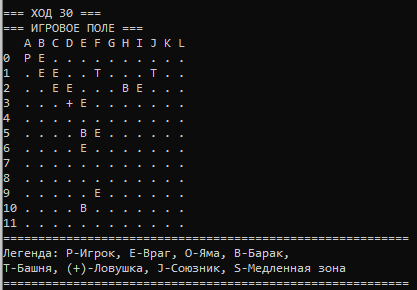 === ХОД 30 ===
=== ИГРОВОЕ ПОЛЕ ===
A B C D E F G H I J K L
0 P E . . . . . . . . . .
1 . E E . . T . . . T . .
2 . . E E . . . B E . . .
3 . . . + E . . . . . . .
4 . . . . . . . . . . . .
5 . . . . B E . . . . . .
6 . . . . E . . . . . . .
7 . . . . . . . . . . . .
8 . . . . . . . . . . . .
9 . . . . . E . . . . . .
10 . . . . B . . . . . . .
11 . . . . . . . . . . . .
==========================================================
Легенда: P-Игрок, E-Враг, O-Яма, B-Барак,
T-Башня, (+)-Ловушка, J-Союзник, S-Медленная зона
==========================================================